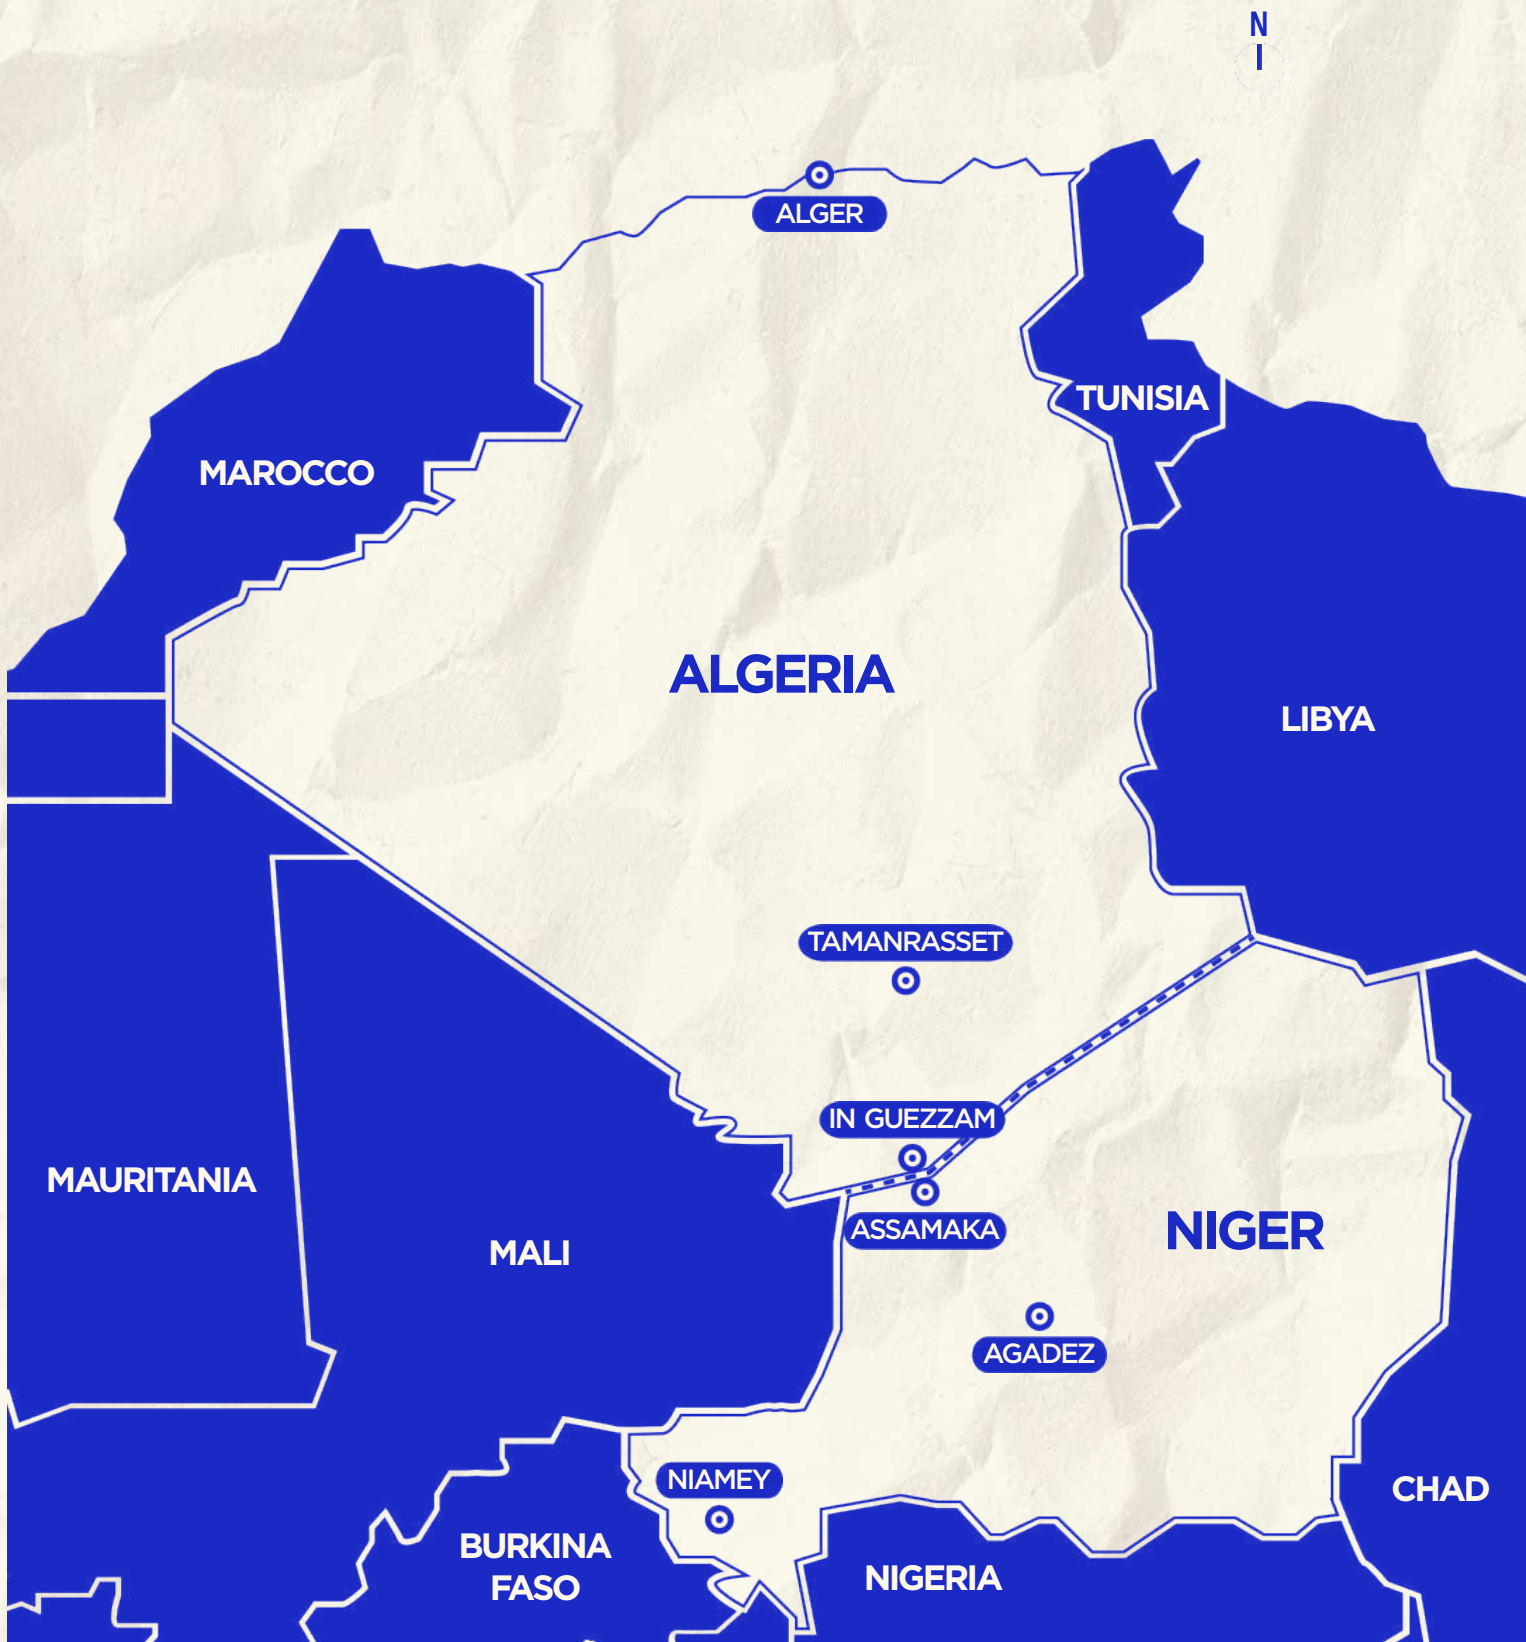 N
ALGER
TUNISIA
MAROCCO
ALGERIA
LIBYA
TAMANRASSET
IN GUEZZAM
MAURITANIA
ASSAMAKA
NIGER
MALI
AGADEZ
NIAMEY
CHAD
BURKINA
FASO
NIGERIA